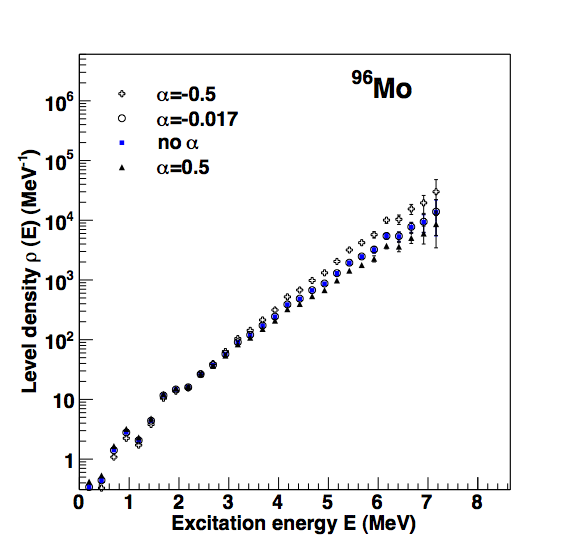 ⁹⁶Mo
α=-0.5
α=-0.017
no α
α=0.5
10⁶
10⁵
10⁴
10³
10²
10
1
Level density ρ (E) (MeV⁻¹)
0 1 2 3 4 5 6 7 8
Excitation energy E (MeV)